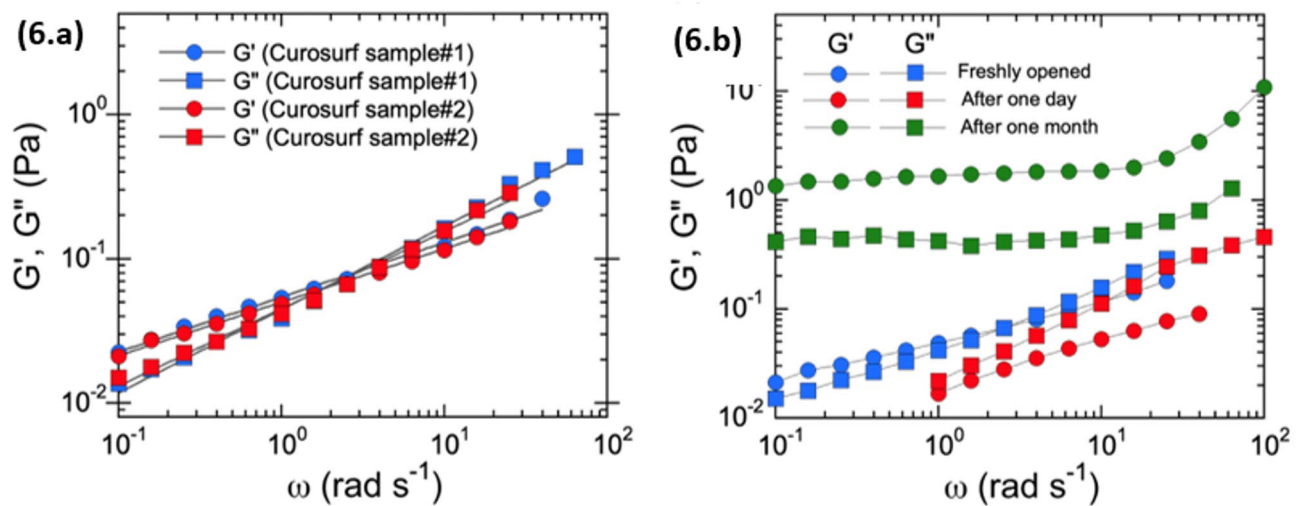 (6.a)
G' (Curosurf sample#1)
G" (Curosurf sample#1)
G' (Curosurf sample#2)
G" (Curosurf sample#2)
G', G" (Pa)
10⁰
10⁻¹
10⁻²
10⁻¹ 10⁰ 10¹ 10²
ω (rad s⁻¹)
(6.b)
G' G"
Freshly opened
After one day
After one month
G', G" (Pa)
10¹
10⁰
10⁻¹
10⁻²
10⁻¹ 10⁰ 10¹ 10²
ω (rad s⁻¹)